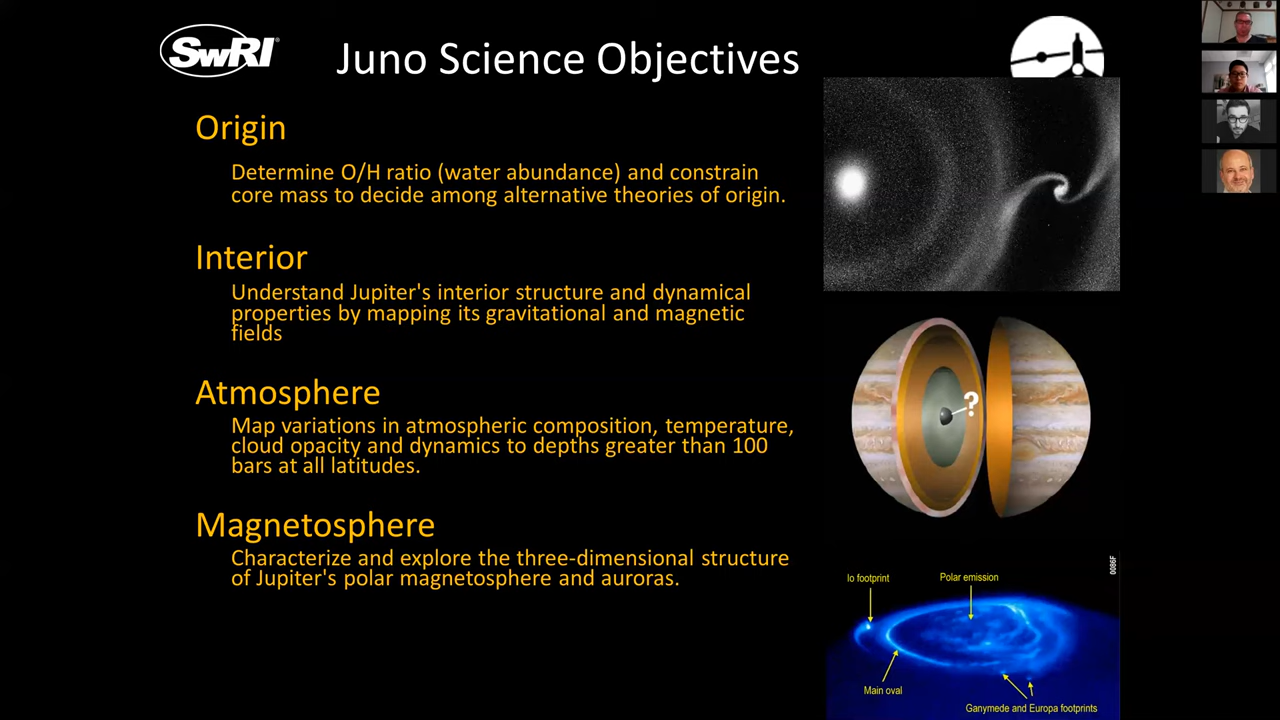 SwRI
Juno Science Objectives
Origin
Determine O/H ratio (water abundance) and constrain
core mass to decide among alternative theories of origin.
Interior
Understand Jupiter's interior structure and dynamical
properties by mapping its gravitational and magnetic
fields
Atmosphere
Map variations in atmospheric composition, temperature,
cloud opacity and dynamics to depths greater than 100
bars at all latitudes.
Magnetosphere
Characterize and explore the three-dimensional structure
of Jupiter's polar magnetosphere and auroras.
?
0086F
Io footprint
Polar emission
Main oval
Ganymede and Europa footprints